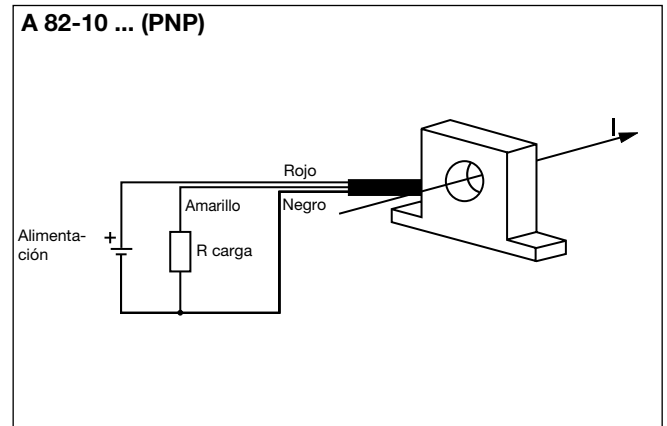 A 82-10 ... (PNP)
I
Rojo
Amarillo
Negro
Alimenta-
ción
+
R carga